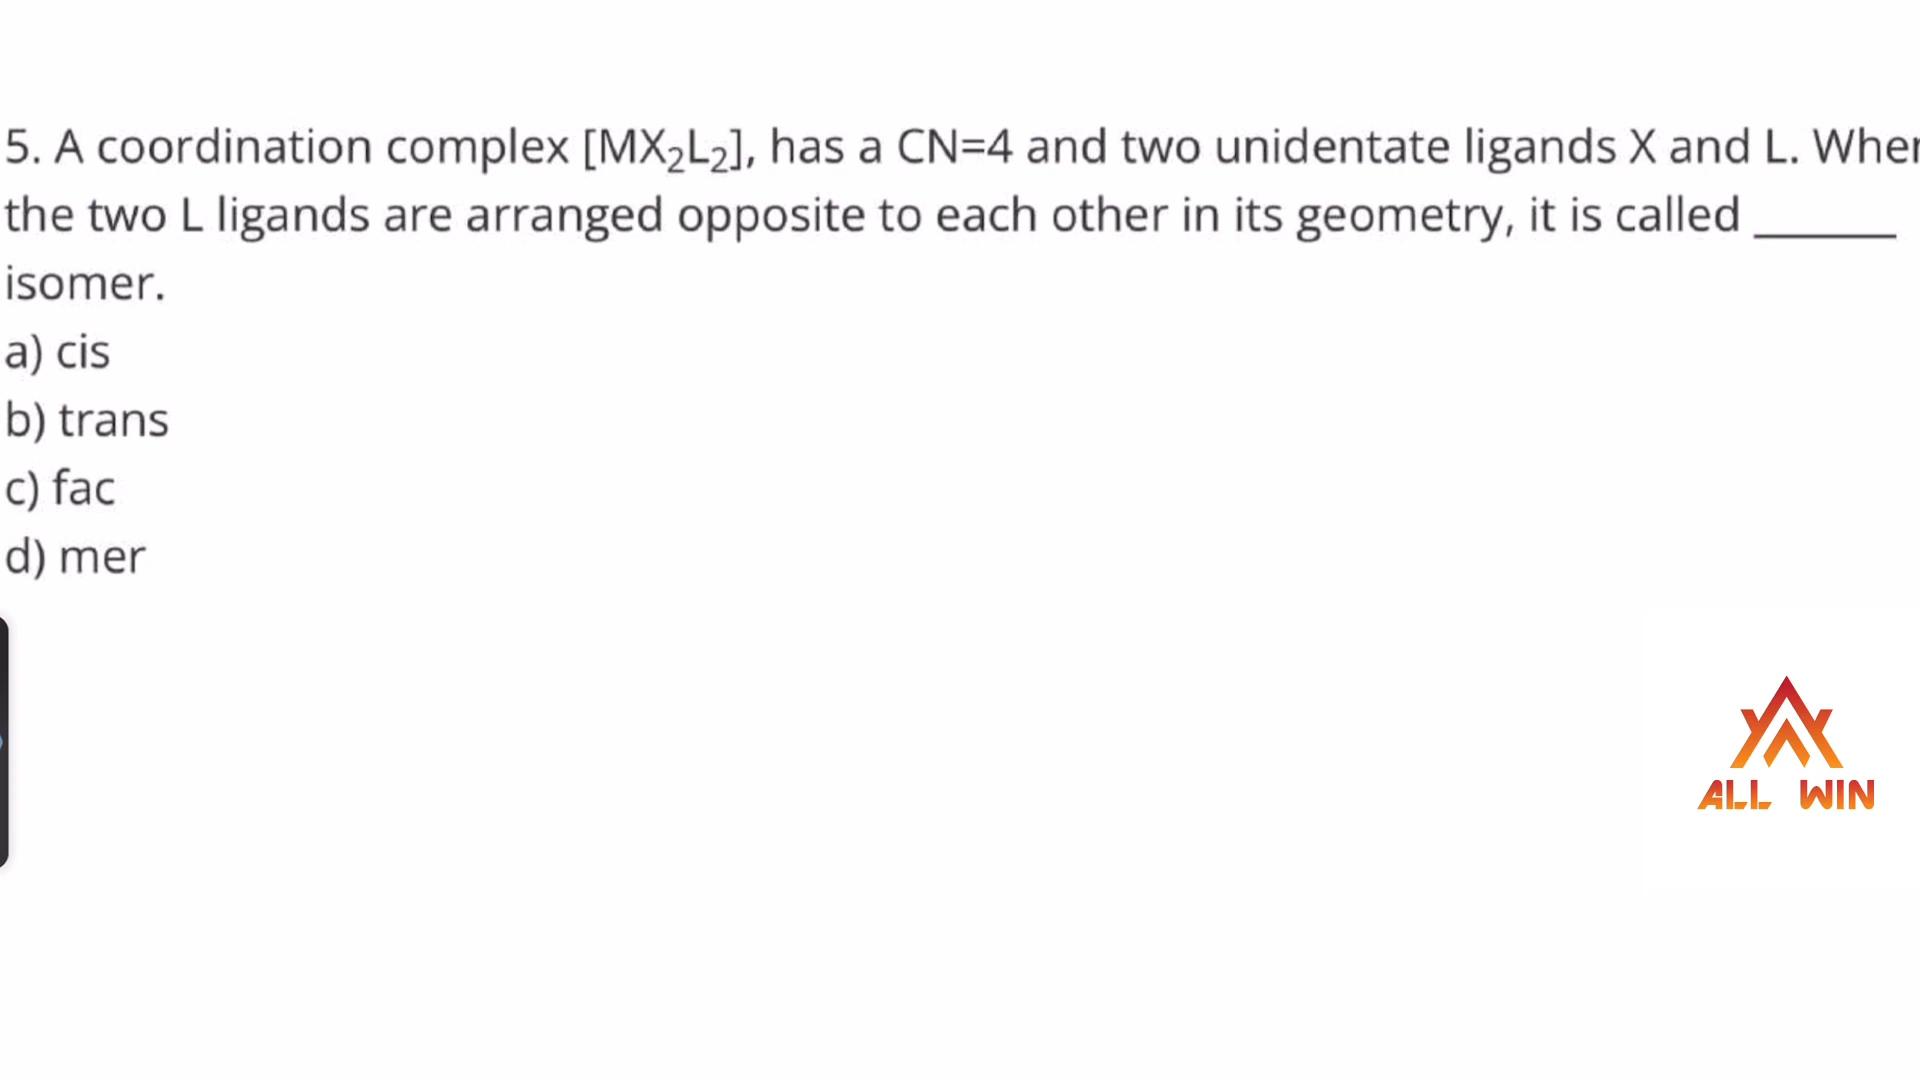 5. A coordination complex [MX₂L₂], has a CN=4 and two unidentate ligands X and L. Wher
the two L ligands are arranged opposite to each other in its geometry, it is called ______
isomer.
a) cis
b) trans
c) fac
d) mer
ALL WIN